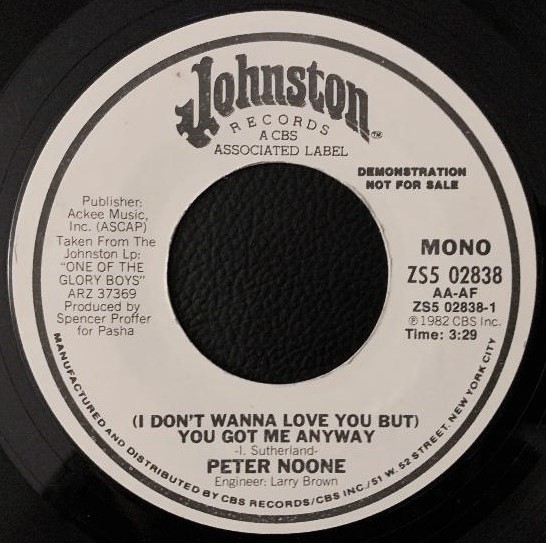 Johnston
RECORDS
A CBS
ASSOCIATED LABEL
DEMONSTRATION
NOT FOR SALE
Publisher:
Ackee Music,
Inc. (ASCAP)
Taken From The
Johnston Lp:
"ONE OF THE
GLORY BOYS"
ARZ 37369
Produced by
Spencer Proffer
for Pasha
MONO
ZS5 02838
AA-AF
ZS5 02838-1
℗1982 CBS Inc.
Time: 3:29
(I DON'T WANNA LOVE YOU BUT)
YOU GOT ME ANYWAY
-I. Sutherland-
PETER NOONE
Engineer: Larry Brown
MANUFACTURED AND DISTRIBUTED BY CBS RECORDS/CBS INC./51 W. 52 STREET, NEW YORK CITY